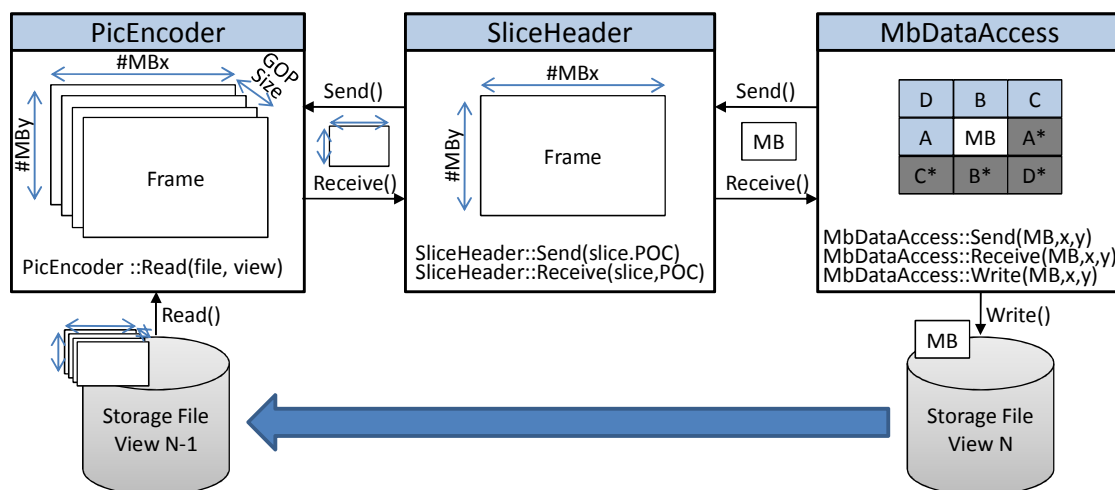 PicEncoder
#MBx
GOP
Size
#MBy
Frame
PicEncoder ::Read(file, view)
Send()
Receive()
SliceHeader
#MBx
#MBy
Frame
SliceHeader::Send(slice.POC)
SliceHeader::Receive(slice,POC)
Send()
MB
Receive()
MbDataAccess
D B C
A MB A*
C* B* D*
MbDataAccess::Send(MB,x,y)
MbDataAccess::Receive(MB,x,y)
MbDataAccess::Write(MB,x,y)
Read()
Storage File
View N-1
Write()
MB
Storage File
View N